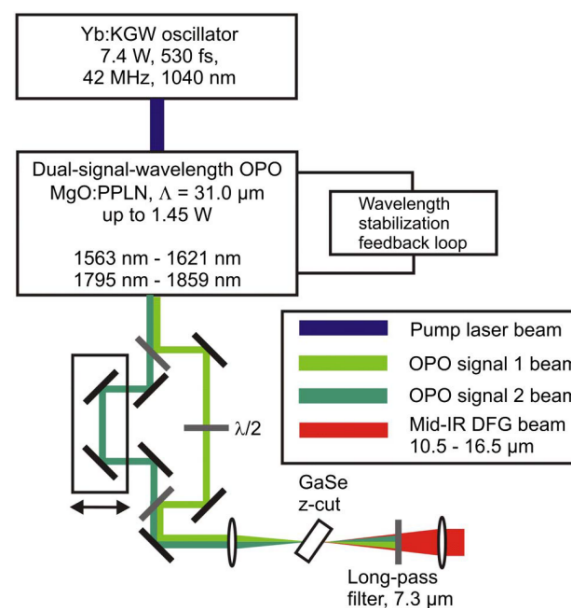 Yb:KGW oscillator
7.4 W, 530 fs,
42 MHz, 1040 nm
Dual-signal-wavelength OPO
MgO:PPLN, Λ = 31.0 µm
up to 1.45 W
1563 nm - 1621 nm
1795 nm - 1859 nm
Wavelength
stabilization
feedback loop
Pump laser beam
OPO signal 1 beam
OPO signal 2 beam
Mid-IR DFG beam
10.5 - 16.5 µm
λ/2
GaSe
z-cut
Long-pass
filter, 7.3 µm